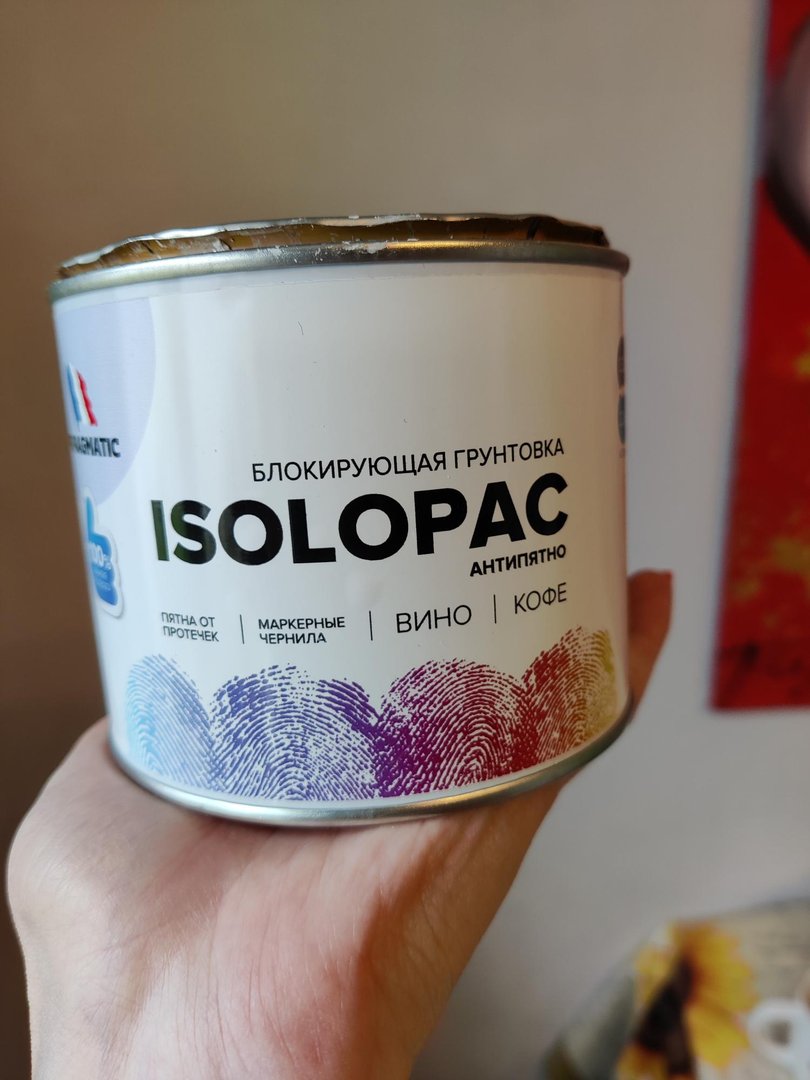 БЛОКИРУЮЩАЯ ГРУНТОВКА
ISOLOPAC
АНТИПЯТНО
ПЯТНА ОТ
ПРОТЕЧЕК
МАРКЕРНЫЕ
ЧЕРНИЛА
ВИНО
КОФЕ